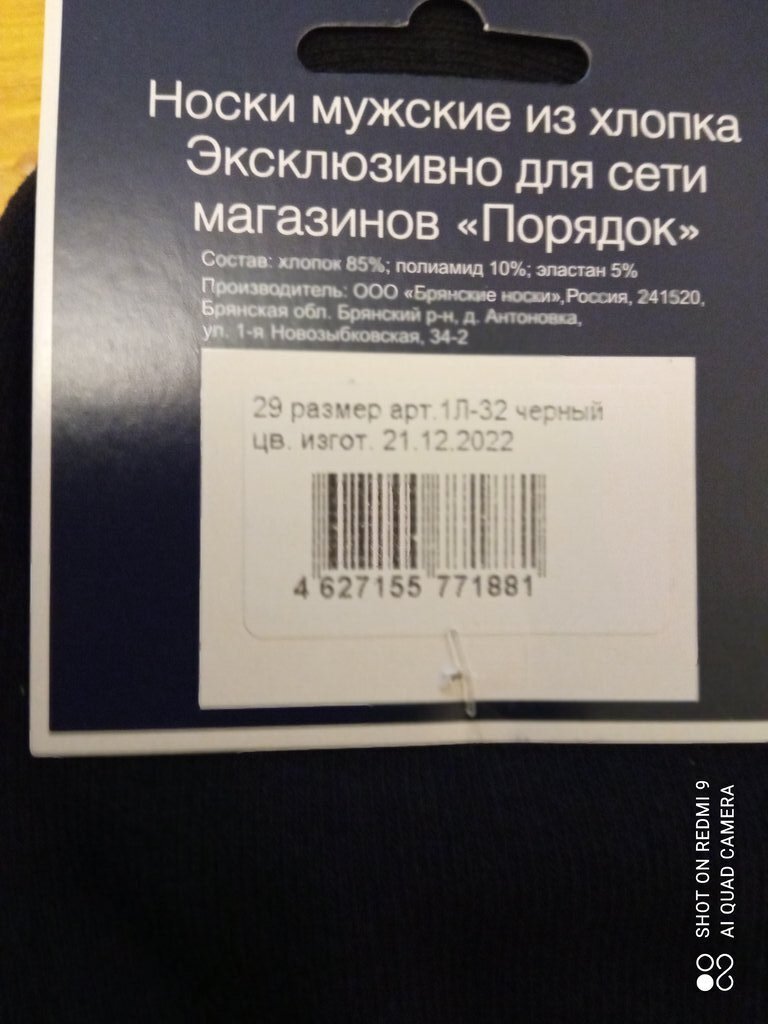 Носки мужские из хлопка
Эксклюзивно для сети
магазинов «Порядок»
Состав: хлопок 85%; полиамид 10%; эластан 5%
Производитель: ООО «Брянские носки»,Россия, 241520,
Брянская обл. Брянский р-н, д. Антоновка,
ул. 1-я Новозыбковская, 34-2
29 размер арт.1Л-32 черный
цв. изгот. 21.12.2022
4 627155 771881
SHOT ON REDMI 9
AI QUAD CAMERA